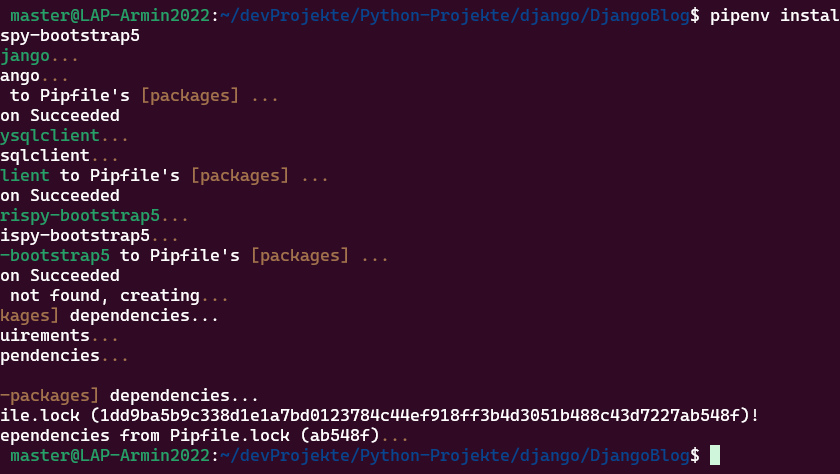 master@LAP-Armin2022:~/devProjekte/Python-Projekte/django/DjangoBlog$ pipenv instal
spy-bootstrap5
jango...
ango...
to Pipfile's [packages] ...
on Succeeded
ysqlclient...
sqlclient...
lient to Pipfile's [packages] ...
on Succeeded
rispy-bootstrap5...
ispy-bootstrap5...
-bootstrap5 to Pipfile's [packages] ...
on Succeeded
not found, creating...
kages] dependencies...
uirements...
pendencies...
-packages] dependencies...
ile.lock (1dd9ba5b9c338d1e1a7bd0123784c44ef918ff3b4d3051b488c43d7227ab548f)!
ependencies from Pipfile.lock (ab548f)...
master@LAP-Armin2022:~/devProjekte/Python-Projekte/django/DjangoBlog$